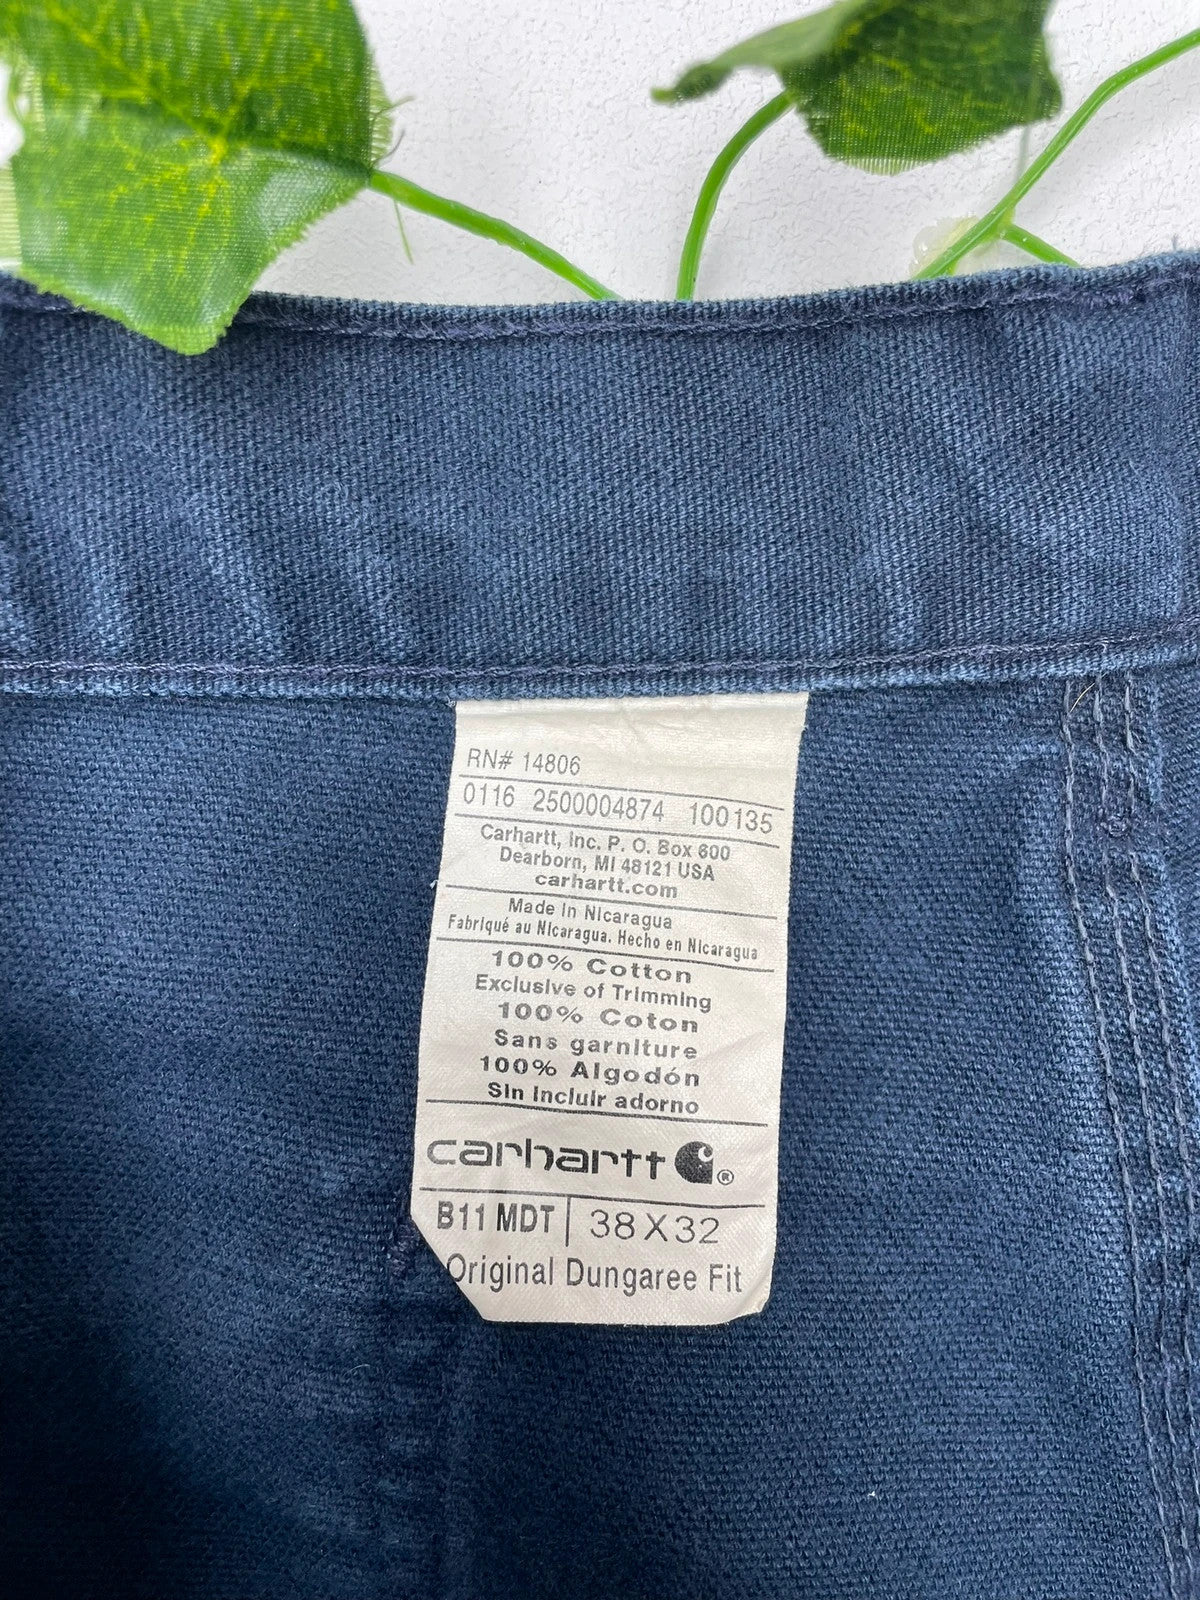 RN# 14806
0116 2500004874 100135
Carhartt, Inc. P. O. Box 600
Dearborn, MI 48121 USA
carhartt.com
Made in Nicaragua
Fabriqué au Nicaragua. Hecho en Nicaragua
100% Cotton
Exclusive of Trimming
100% Coton
Sans garniture
100% Algodón
Sin incluir adorno
carhartt ®
B11 MDT | 38 X 32
Original Dungaree Fit